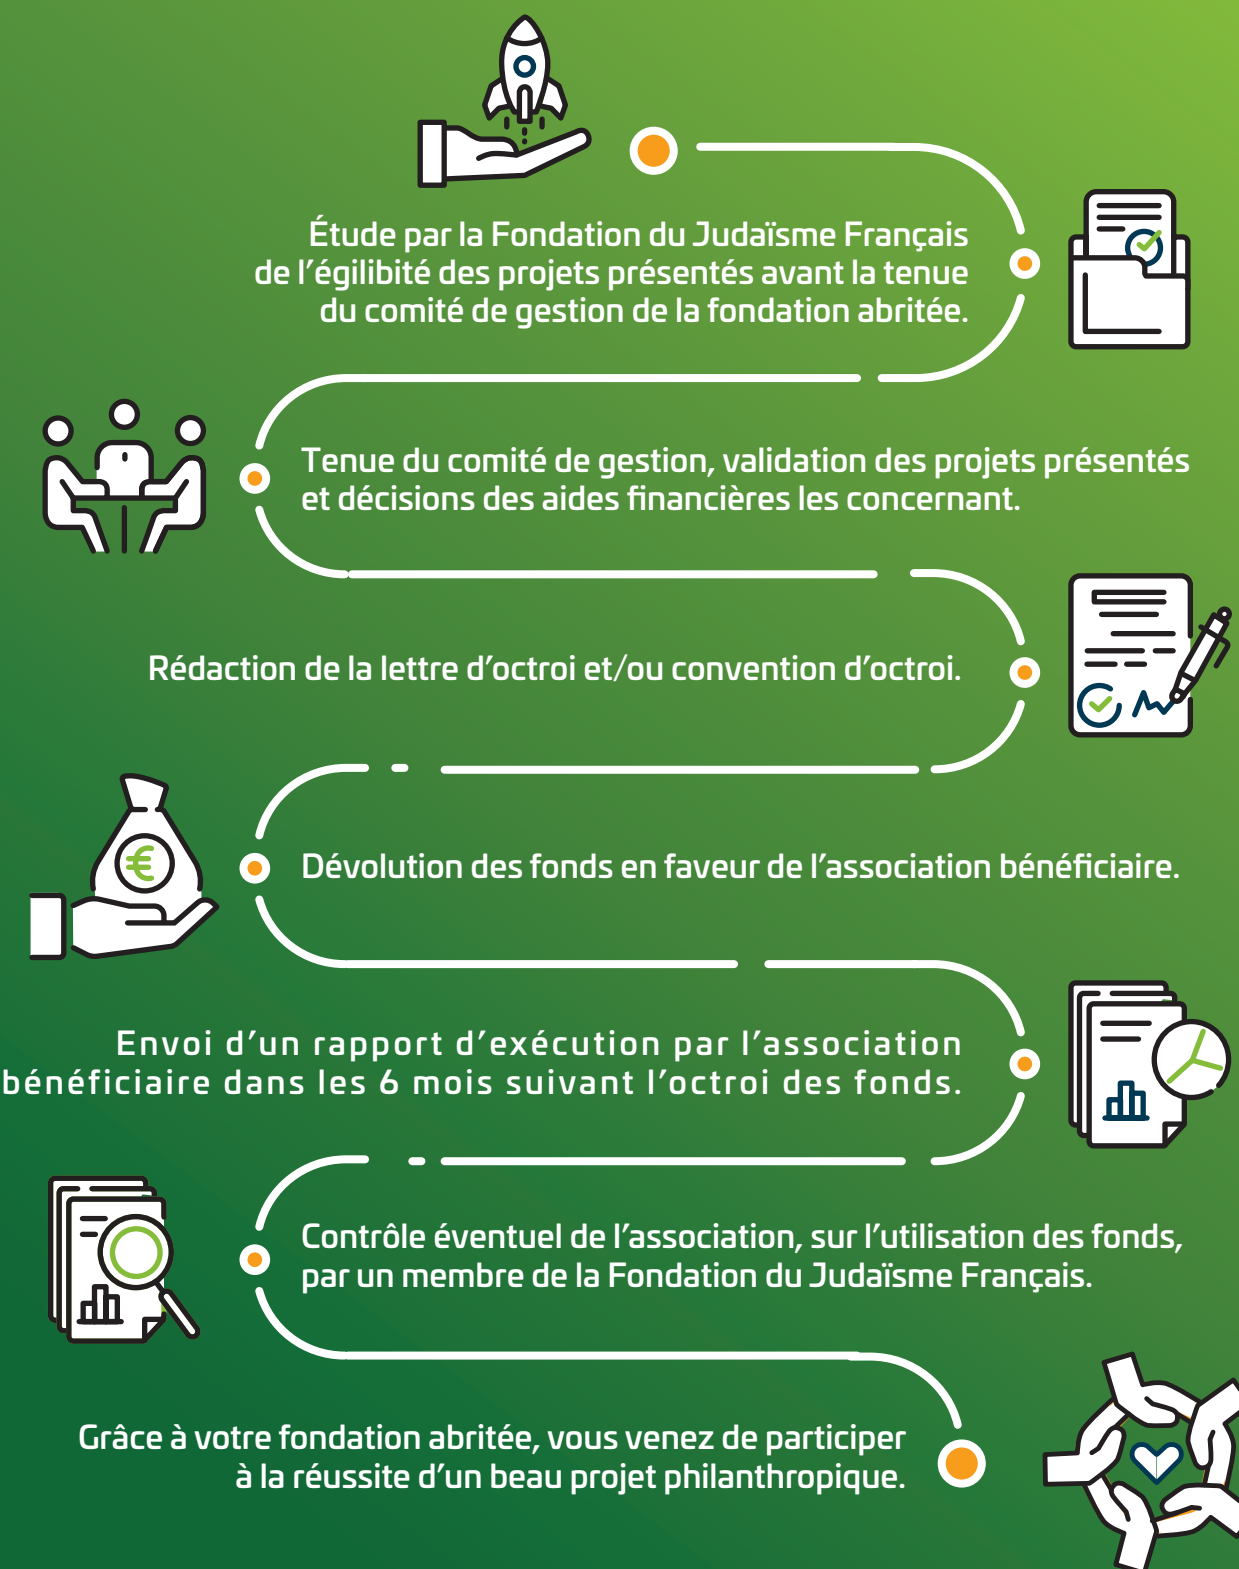 Étude par la Fondation du Judaïsme Français
de l’égilibité des projets présentés avant la tenue
du comité de gestion de la fondation abritée.
Tenue du comité de gestion, validation des projets présentés
et décisions des aides financières les concernant.
Rédaction de la lettre d’octroi et/ou convention d’octroi.
€
Dévolution des fonds en faveur de l’association bénéficiaire.
Envoi d’un rapport d’exécution par l’association
bénéficiaire dans les 6 mois suivant l’octroi des fonds.
Contrôle éventuel de l’association, sur l’utilisation des fonds,
par un membre de la Fondation du Judaïsme Français.
Grâce à votre fondation abritée, vous venez de participer
à la réussite d’un beau projet philanthropique.